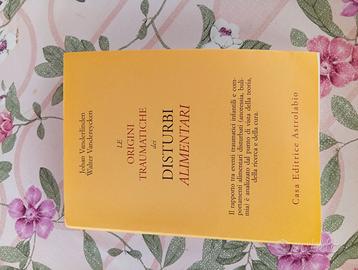 Johan Vanderlinden
Walter Vandereycken
LE
ORIGINI
TRAUMATICHE
dei
DISTURBI
ALIMENTARI
Il rapporto tra eventi traumatici infantili e com-
portamenti alimentari disturbati (anoressia, buli-
mia) è analizzato dal punto di vista della teoria,
della ricerca e della cura.
Casa Editrice Astrolabio